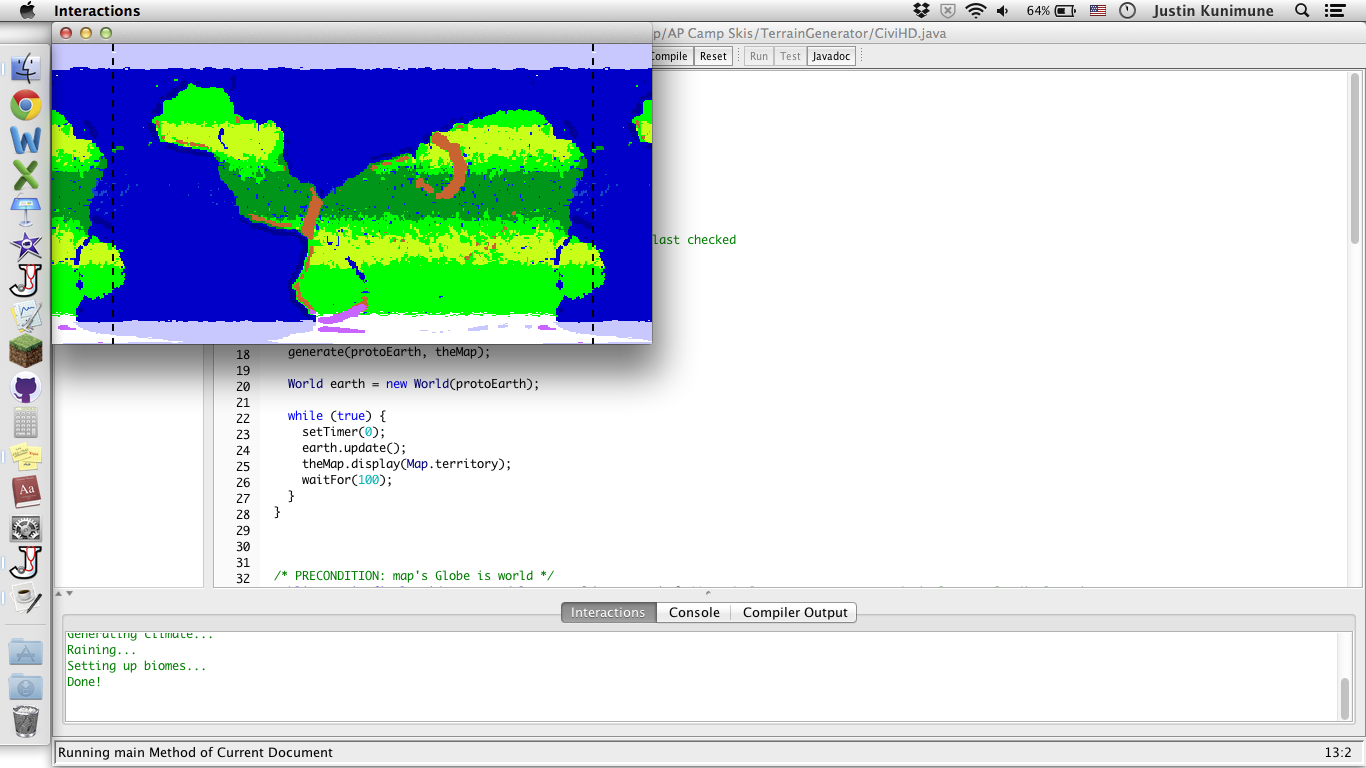 Interactions
64%
Justin Kunimune
p/AP Camp Skis/TerrainGenerator/CiviHD.java
Compile
Reset
Run
Test
Javadoc
last checked
18 generate(protoEarth, theMap);
19
20 World earth = new World(protoEarth);
21
22 while (true) {
23 setTimer(0);
24 earth.update();
25 theMap.display(Map.territory);
26 waitFor(100);
27 }
28 }
29
30
31
32 /* PRECONDITION: map's Globe is world */
Interactions
Console
Compiler Output
Generating climate...
Raining...
Setting up biomes...
Done!
Running main Method of Current Document
13:2
Aa